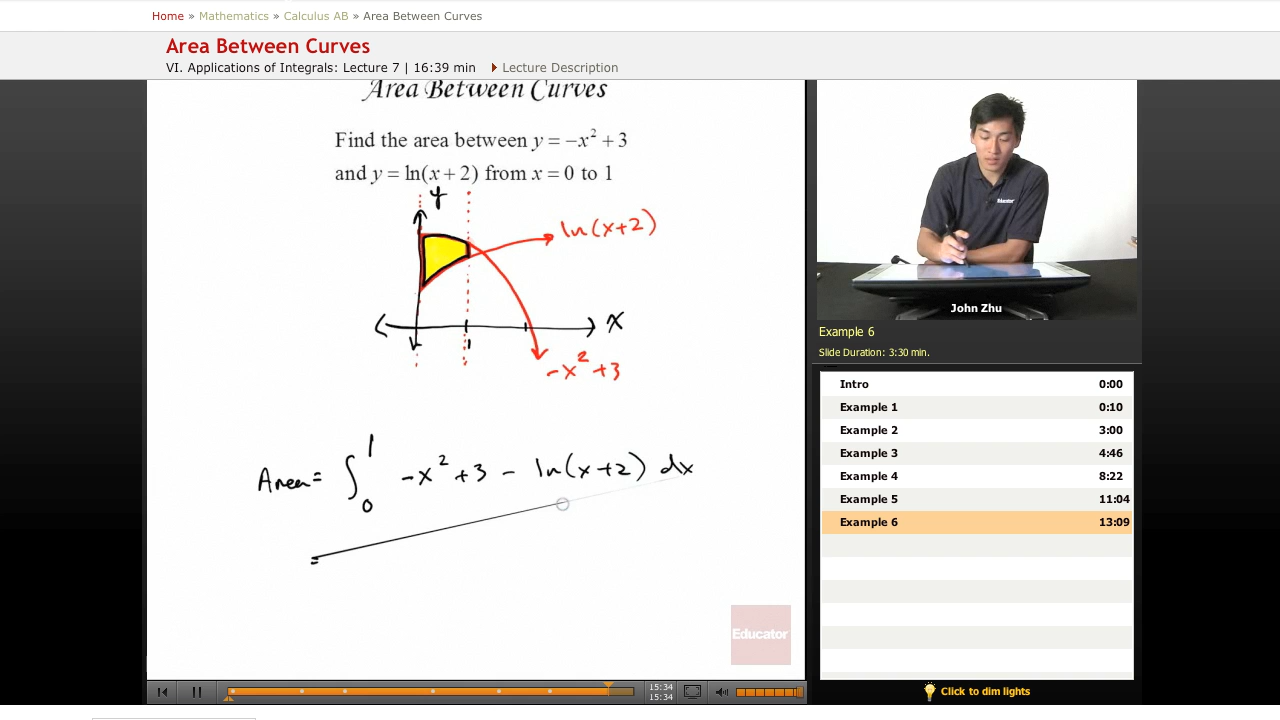 Home » Mathematics » Calculus AB » Area Between Curves
Area Between Curves
VI. Applications of Integrals: Lecture 7 | 16:39 min Lecture Description
Area Between Curves
Find the area between y = −x² + 3
and y = ln(x + 2) from x = 0 to 1
y
ln(x+2)
x
1
-x² +3
Area = ∫₀¹ -x² +3 - ln(x+2) dx
=
Educator
Educator
John Zhu
Example 6
Slide Duration: 3:30 min.
Intro 0:00
Example 1 0:10
Example 2 3:00
Example 3 4:46
Example 4 8:22
Example 5 11:04
Example 6 13:09
15:34
15:34
Click to dim lights